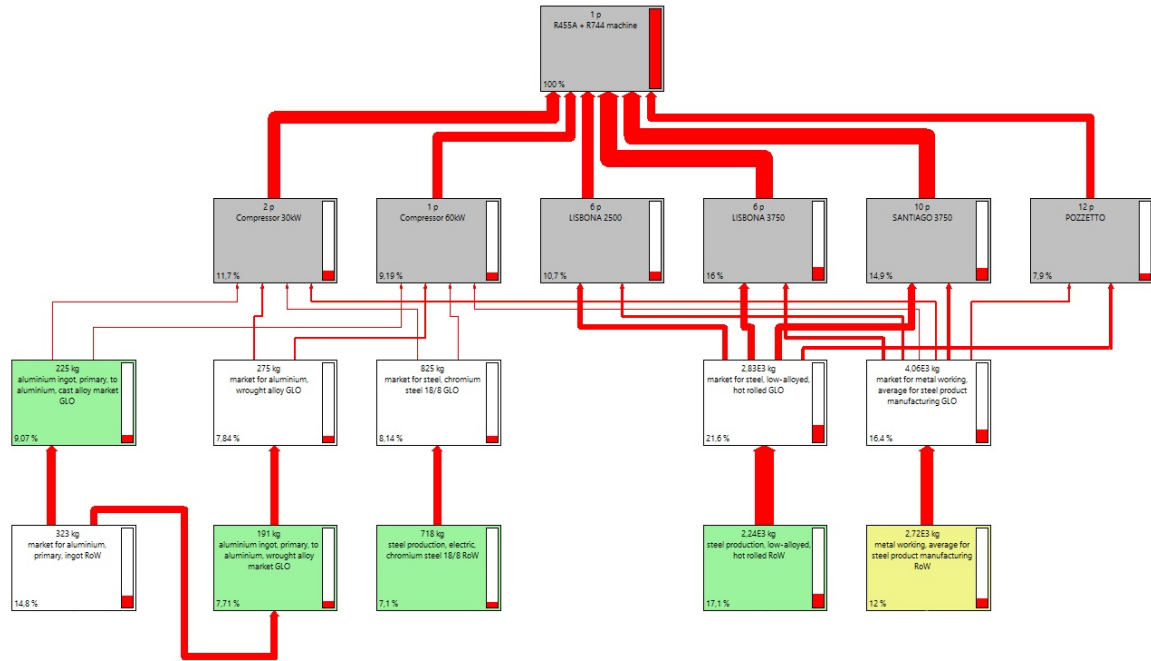 1 p
R455A + R744 machine
100 %
2 p
Compressor 30kW
11,7 %
1 p
Compressor 60kW
9,19 %
6 p
LISBONA 2500
10,7 %
6 p
LISBONA 3750
16 %
10 p
SANTIAGO 3750
14,9 %
12 p
POZZETTO
7,9 %
225 kg
aluminium ingot, primary, to
aluminium, cast alloy market
GLO
9,07 %
275 kg
market for aluminium,
wrought alloy GLO
7,84 %
825 kg
market for steel, chromium
steel 18/8 GLO
8,14 %
2,83E3 kg
market for steel, low-alloyed,
hot rolled GLO
21,6 %
4,06E3 kg
market for metal working,
average for steel product
manufacturing GLO
16,4 %
323 kg
market for aluminium,
primary, ingot RoW
14,8 %
191 kg
aluminium ingot, primary, to
aluminium, wrought alloy
market GLO
7,71 %
718 kg
steel production, electric,
chromium steel 18/8 RoW
7,1 %
2,24E3 kg
steel production, low-alloyed,
hot rolled RoW
17,1 %
2,72E3 kg
metal working, average for
steel product manufacturing
RoW
12 %